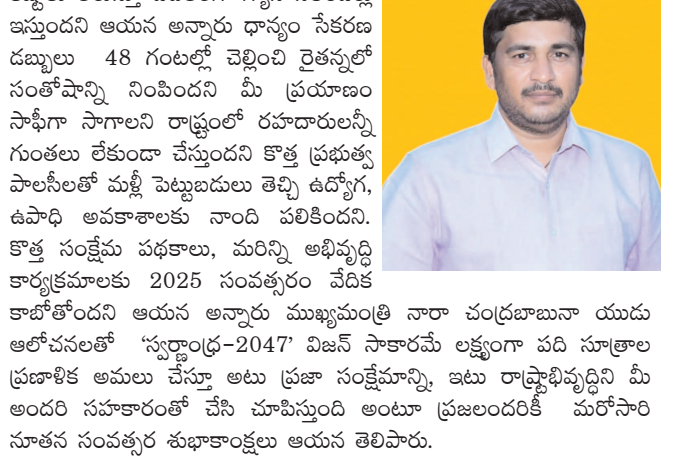 ఇస్తుందని ఆయన అన్నారు ధాన్యం సేకరణ
డబ్బులు 48 గంటల్లో చెల్లించి రైతన్నలో
సంతోషాన్ని నింపిందని మీ ప్రయాణం
సాఫీగా సాగాలని రాష్ట్రంలో రహదారులన్నీ
గుంతలు లేకుండా చేస్తుందని కొత్త ప్రభుత్వ
పాలసీలతో మళ్లీ పెట్టుబడులు తెచ్చి ఉద్యోగ,
ఉపాధి అవకాశాలకు నాంది పలికిందని.
కొత్త సంక్షేమ పథకాలు, మరిన్ని అభివృద్ధి
కార్యక్రమాలకు 2025 సంవత్సరం వేదిక
కాబోతోందని ఆయన అన్నారు ముఖ్యమంత్రి నారా చంద్రబాబునా యుడు
ఆలోచనలతో ‘స్వర్ణాంధ్ర-2047’ విజన్ సాకారమే లక్ష్యంగా పది సూత్రాల
ప్రణాళిక అమలు చేస్తూ అటు ప్రజా సంక్షేమాన్ని, ఇటు రాష్ట్రాభివృద్ధిని మీ
అందరి సహకారంతో చేసి చూపిస్తుంది అంటూ ప్రజలందరికీ మరోసారి
నూతన సంవత్సర శుభాకాంక్షలు ఆయన తెలిపారు.